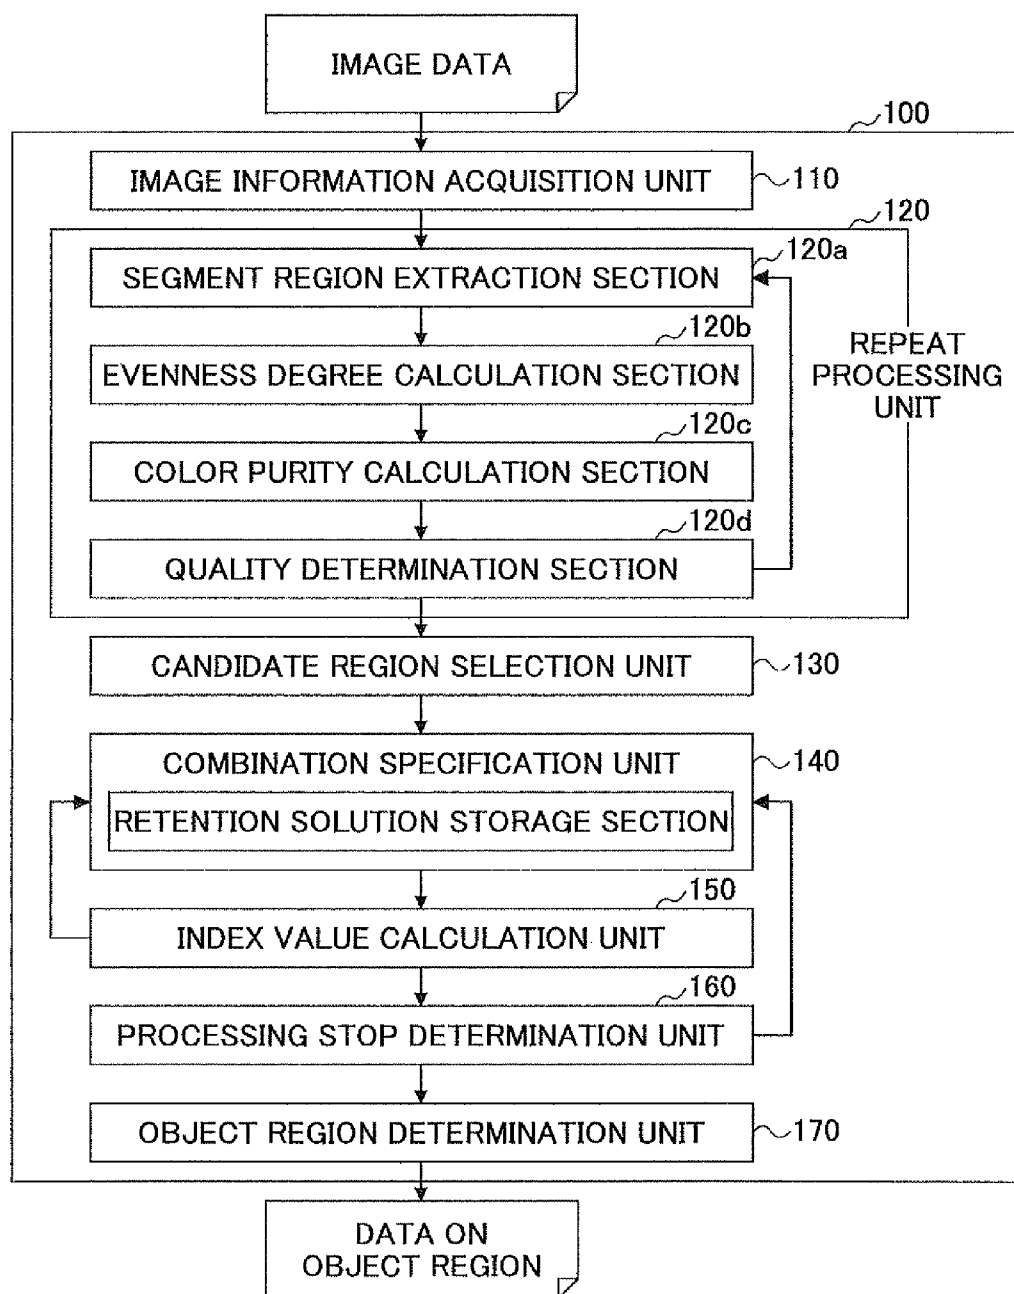 IMAGE DATA
100
IMAGE INFORMATION ACQUISITION UNIT
110
120
SEGMENT REGION EXTRACTION SECTION
120a
120b
EVENNESS DEGREE CALCULATION SECTION
REPEAT
PROCESSING
UNIT
120c
COLOR PURITY CALCULATION SECTION
120d
QUALITY DETERMINATION SECTION
CANDIDATE REGION SELECTION UNIT
130
COMBINATION SPECIFICATION UNIT
140
RETENTION SOLUTION STORAGE SECTION
150
INDEX VALUE CALCULATION UNIT
160
PROCESSING STOP DETERMINATION UNIT
OBJECT REGION DETERMINATION UNIT
170
DATA ON
OBJECT REGION